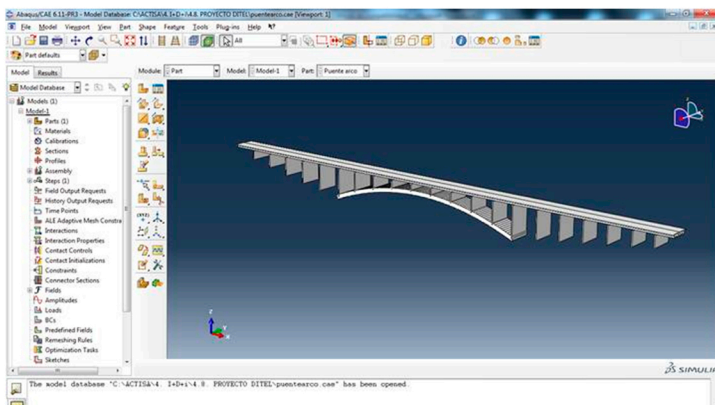 Abaqus/CAE 6.11-PR3 - Model Database: C:\ACTISA\4. I+D+i\4.8. PROYECTO DITEL\puentearco.cae [Viewport: 1]
File Model Viewport View Part Shape Feature Tools Plug-ins Help
All
Part defaults
Model Results
Module: Part Model: Model-1 Part: Puente arco
Model Database
Models (1)
Model-1
Parts (1)
Materials
Calibrations
Sections
Profiles
Assembly
Steps (1)
Field Output Requests
History Output Requests
Time Points
ALE Adaptive Mesh Constra
Interactions
Interaction Properties
Contact Controls
Contact Initializations
Constraints
Connector Sections
Fields
Amplitudes
Loads
BCs
Predefined Fields
Remeshing Rules
Optimization Tasks
Sketches
SIMULIA
The model database "C:\ACTISA\4. I+D+i\4.8. PROYECTO DITEL\puentearco.cae" has been opened.